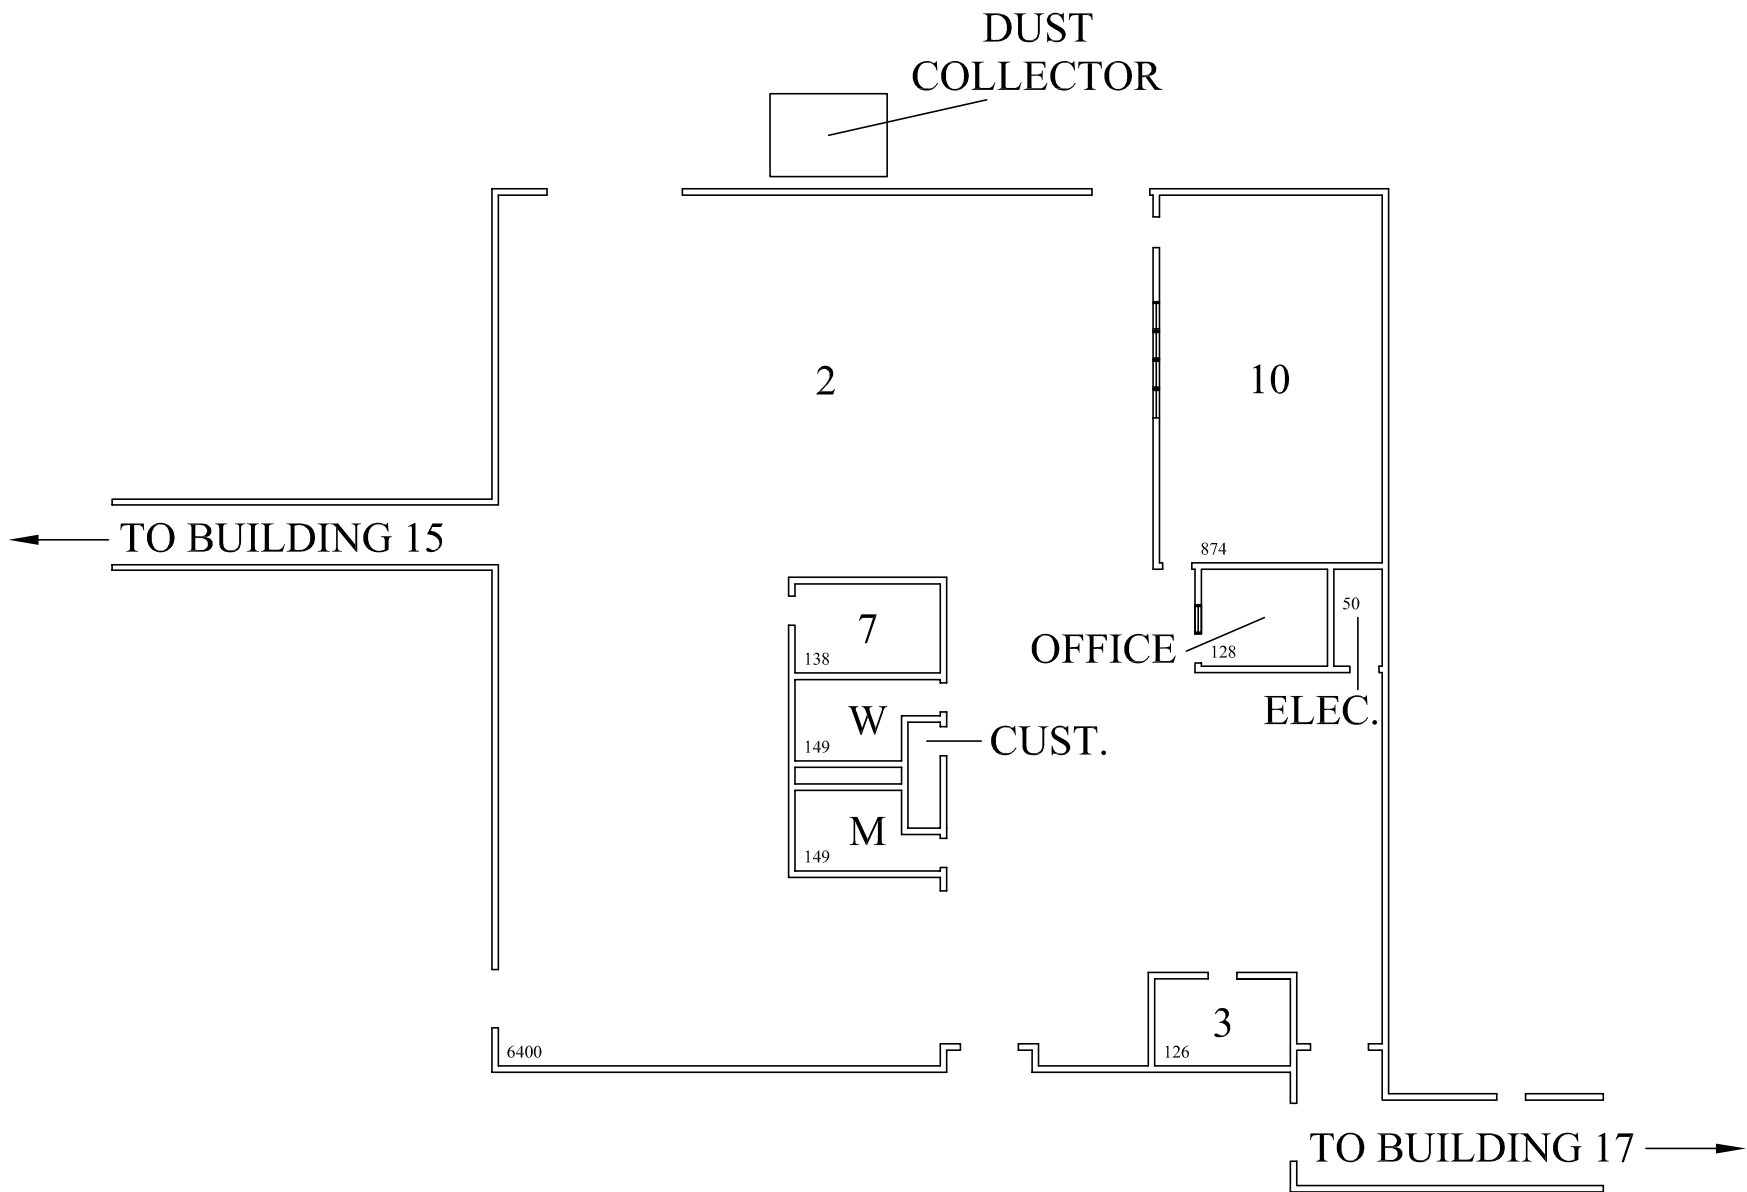 DUST
COLLECTOR
2
10
TO BUILDING 15
874
50
7
OFFICE
128
138
ELEC.
W
CUST.
149
M
149
3
6400
126
TO BUILDING 17